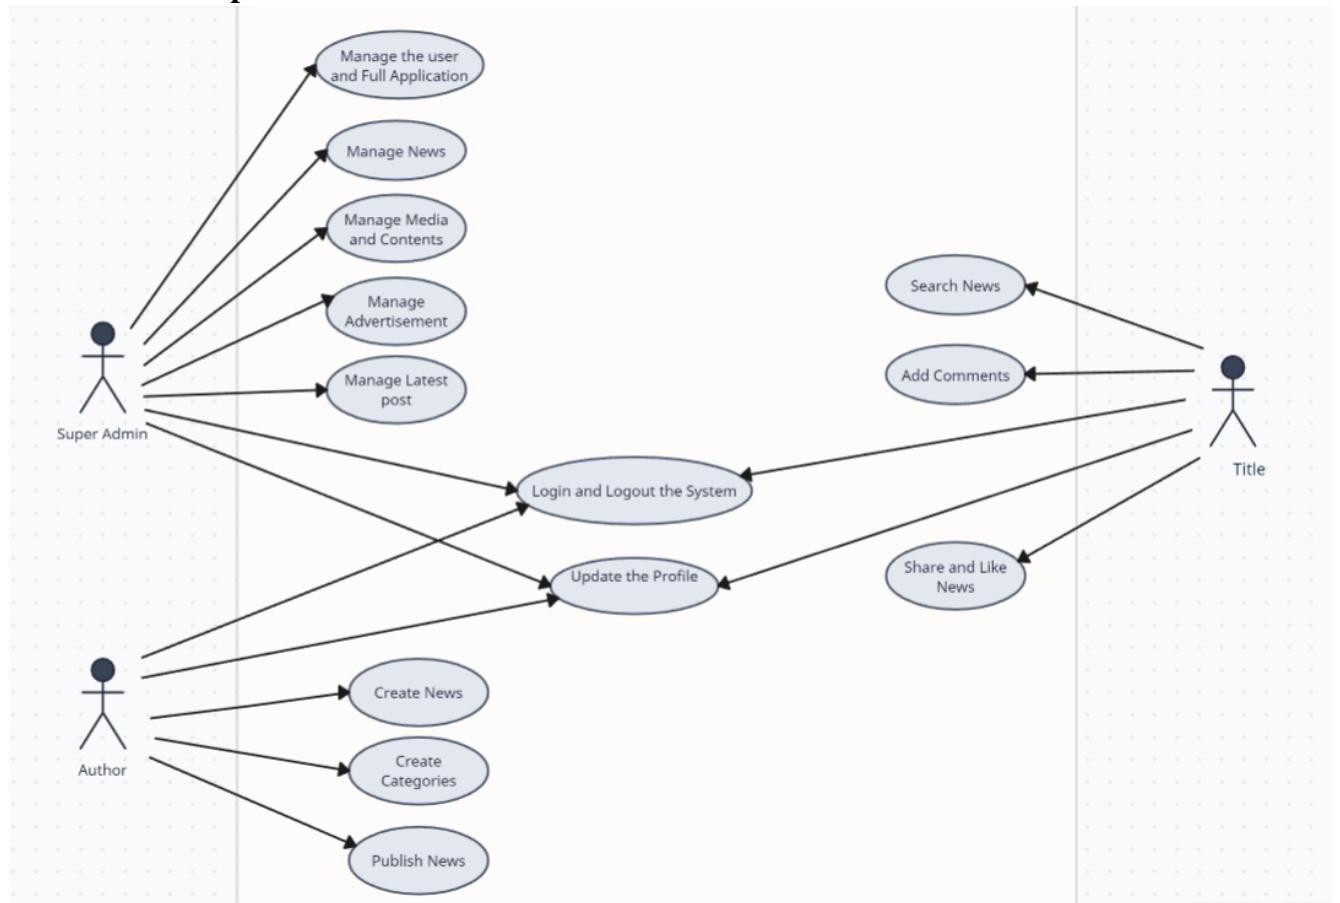 Manage the user
and Full Application
Manage News
Manage Media
and Contents
Manage
Advertisement
Manage Latest
post
Super Admin
Search News
Add Comments
Title
Login and Logout the System
Update the Profile
Share and Like
News
Author
Create News
Create
Categories
Publish News